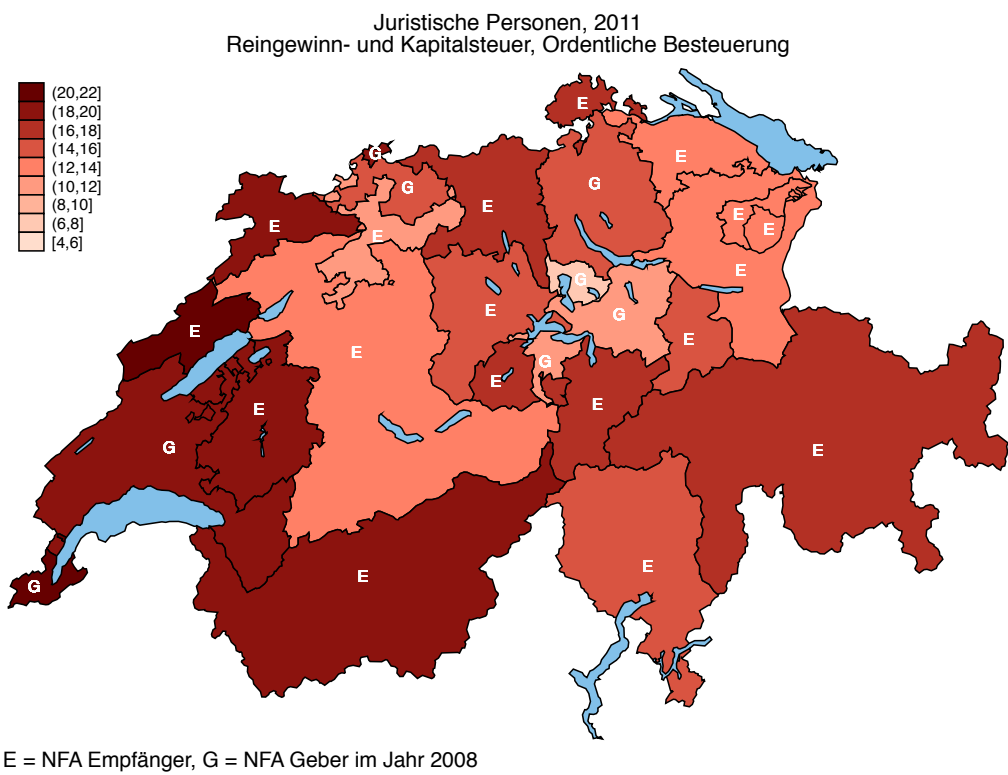 Juristische Personen, 2011
Reingewinn- und Kapitalsteuer, Ordentliche Besteuerung
(20,22]
(18,20]
(16,18]
(14,16]
(12,14]
(10,12]
(8,10]
(6,8]
[4,6]
E
G
E
G
G
E
E
E
E
E
E
G
E
E
G
E
E
E
G
E
E
E
G
E
E
E
G
E = NFA Empfänger, G = NFA Geber im Jahr 2008